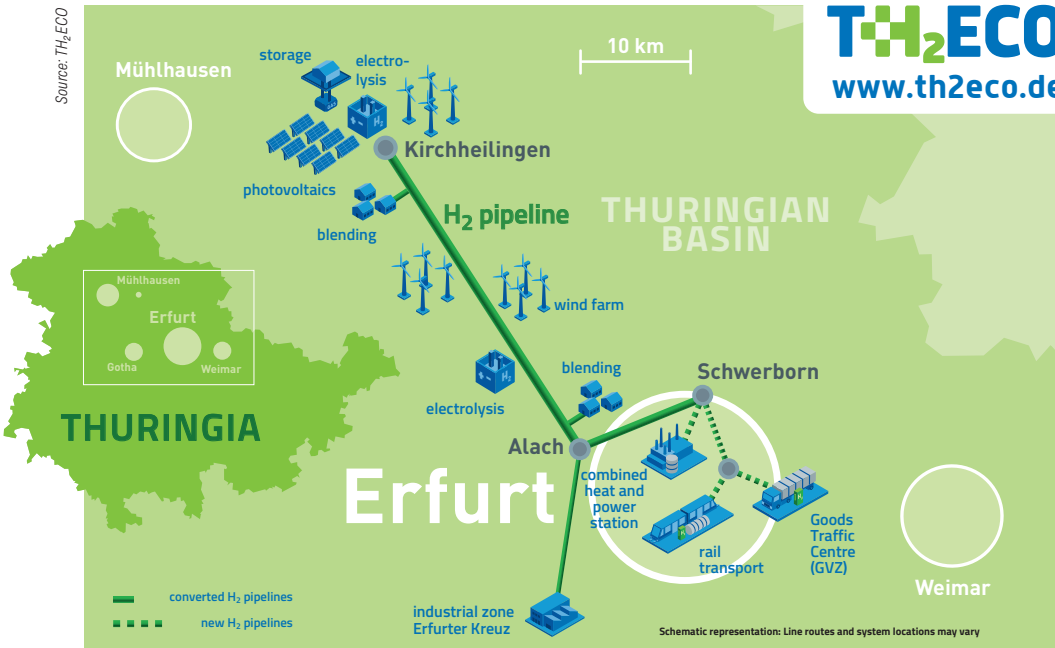 Source: TH₂ECO
TH₂ECO
www.th2eco.de
10 km
Mühlhausen
storage
electro-
lysis
Kirchheilingen
photovoltaics
blending
H₂ pipeline
THURINGIAN
BASIN
wind farm
Mühlhausen
Erfurt
Gotha
Weimar
THURINGIA
electrolysis
blending
Schwerborn
Alach
Erfurt
combined
heat and
power
station
rail
transport
Goods
Traffic
Centre
(GVZ)
Weimar
industrial zone
Erfurter Kreuz
converted H₂ pipelines
new H₂ pipelines
Schematic representation: Line routes and system locations may vary